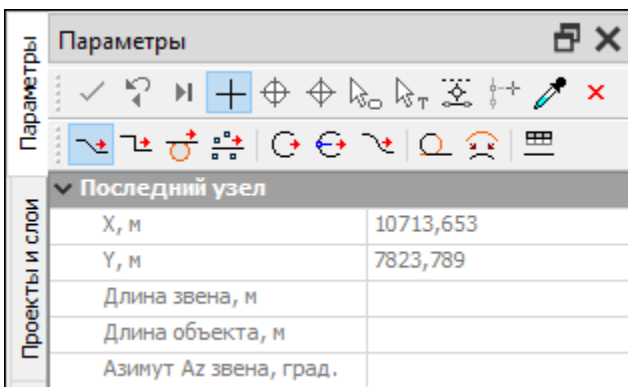 Параметры
Параметры
Проекты и слои
T
Последний узел
X, м 10713,653
Y, м 7823,789
Длина звена, м
Длина объекта, м
Азимут Az звена, град.